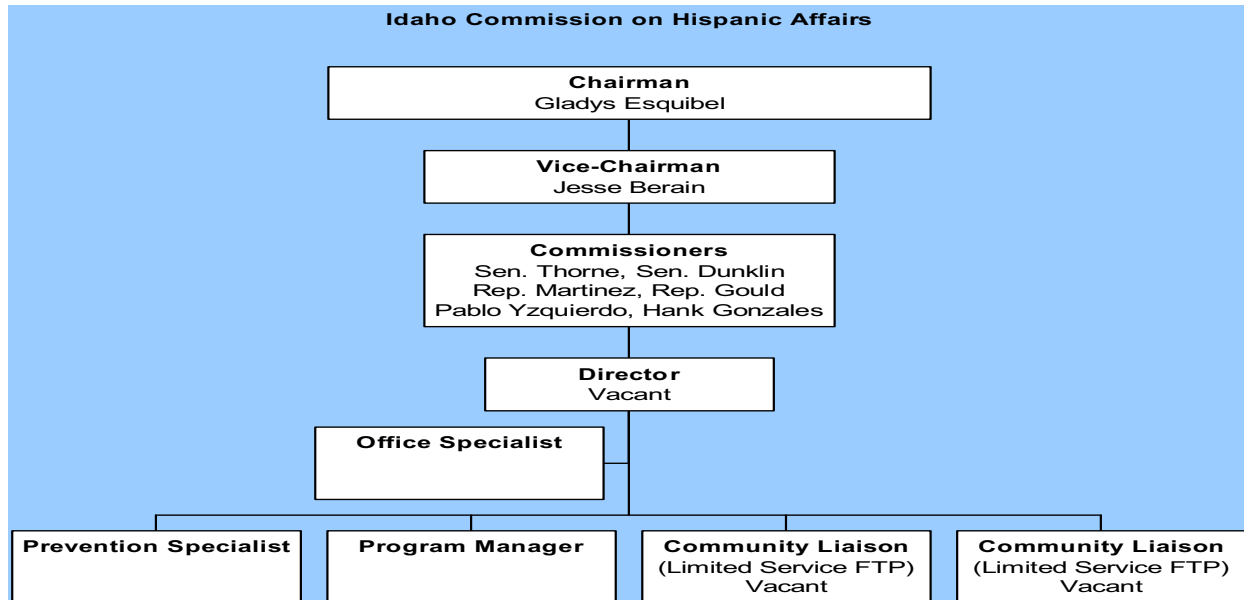 Idaho Commission on Hispanic Affairs
Chairman
Gladys Esquibel
Vice-Chairman
Jesse Berain
Commissioners
Sen. Thorne, Sen. Dunklin
Rep. Martinez, Rep. Gould
Pablo Yzquierdo, Hank Gonzales
Director
Vacant
Office Specialist
Prevention Specialist
Program Manager
Community Liaison
(Limited Service FTP)
Vacant
Community Liaison
(Limited Service FTP)
Vacant